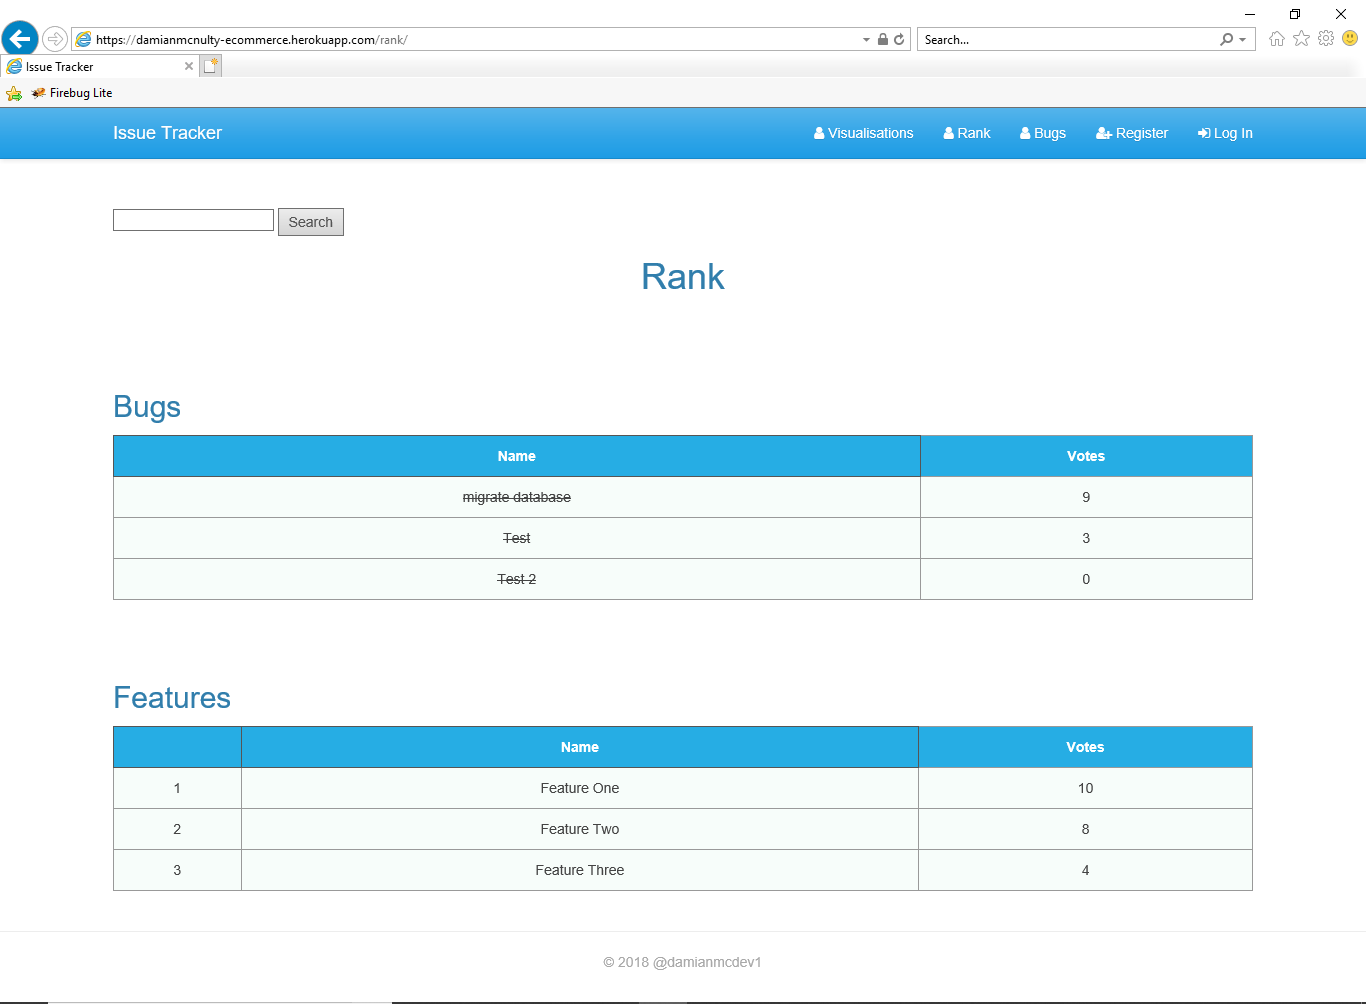 https://damianmcnulty-ecommerce.herokuapp.com/rank/ Search...
Issue Tracker
Firebug Lite
Issue Tracker Visualisations Rank Bugs Register Log In
Search
Rank
Bugs
Name Votes
migrate database 9
Test 3
Test 2 0
Features
Name Votes
1 Feature One 10
2 Feature Two 8
3 Feature Three 4
© 2018 @damianmcdev1